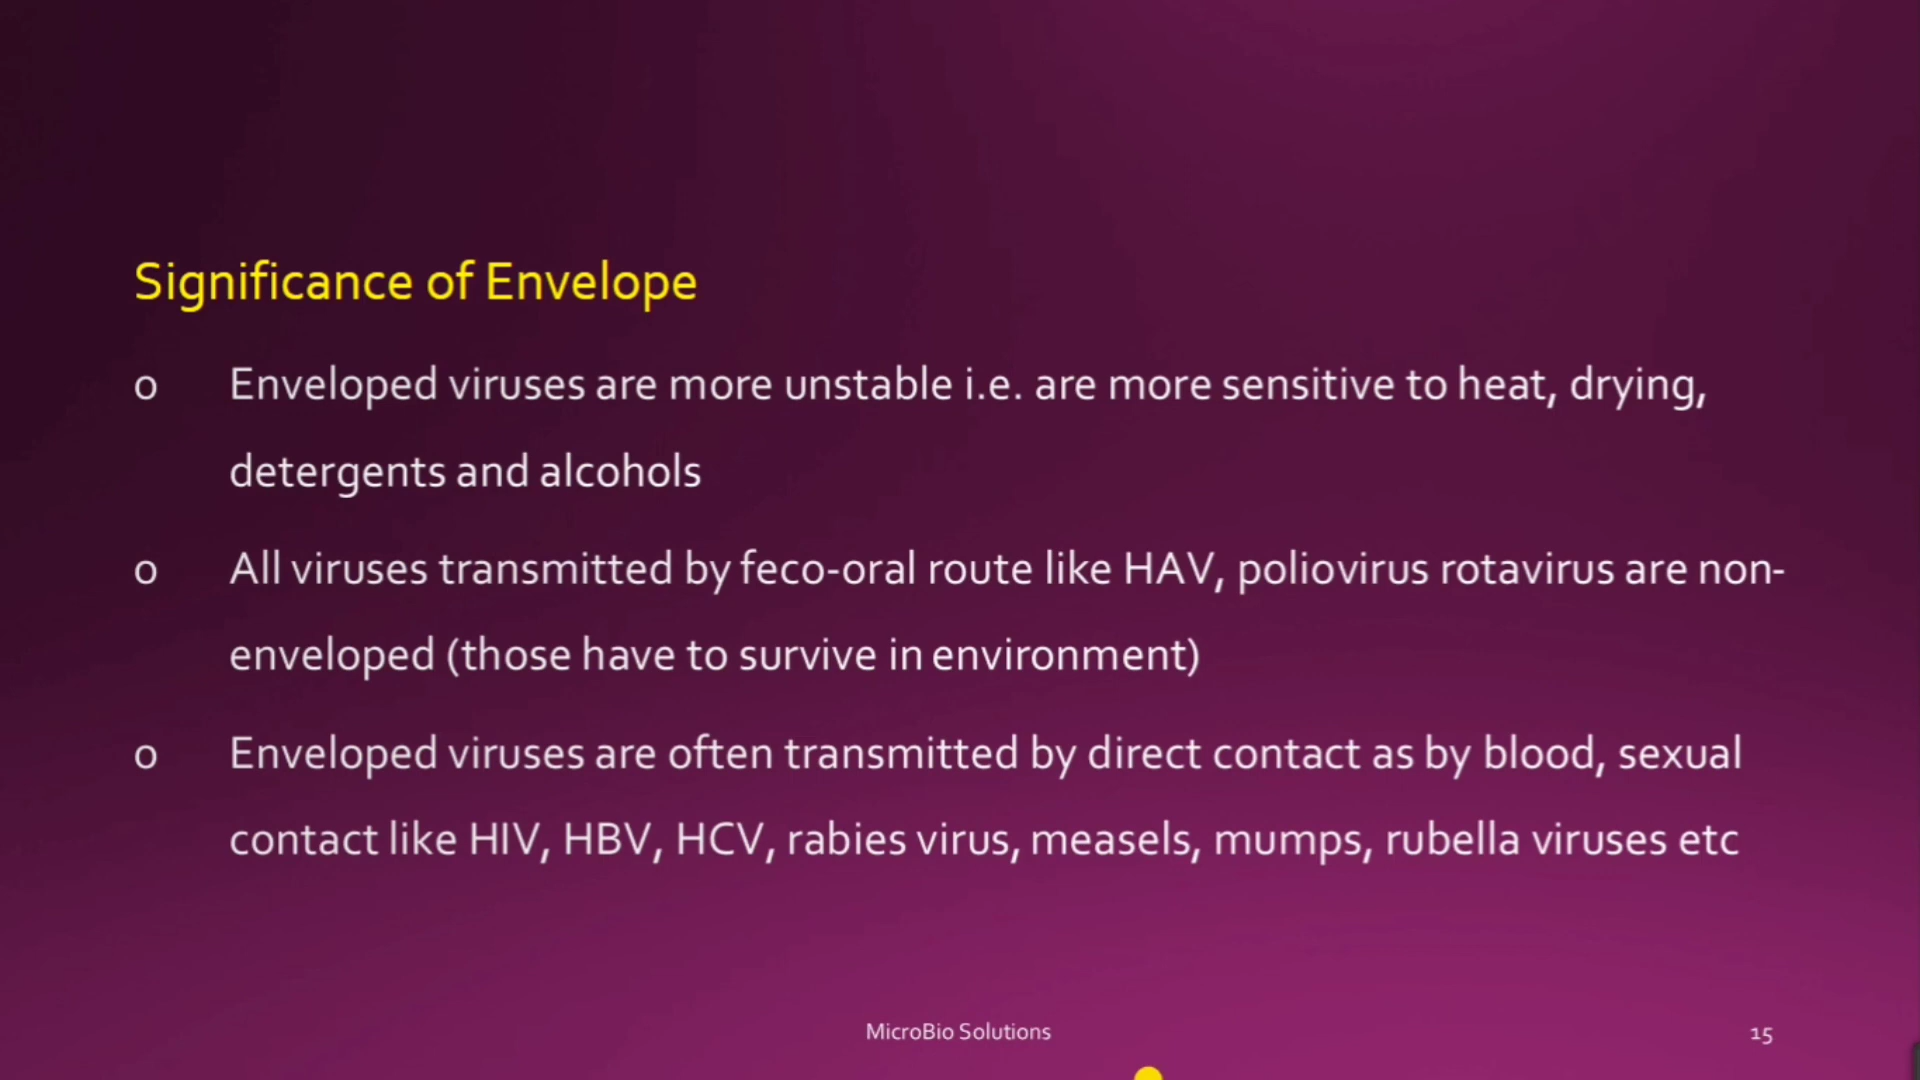 Significance of Envelope
o Enveloped viruses are more unstable i.e. are more sensitive to heat, drying,
detergents and alcohols
o All viruses transmitted by feco-oral route like HAV, poliovirus rotavirus are non-
enveloped (those have to survive in environment)
o Enveloped viruses are often transmitted by direct contact as by blood, sexual
contact like HIV, HBV, HCV, rabies virus, measels, mumps, rubella viruses etc
MicroBio Solutions
15